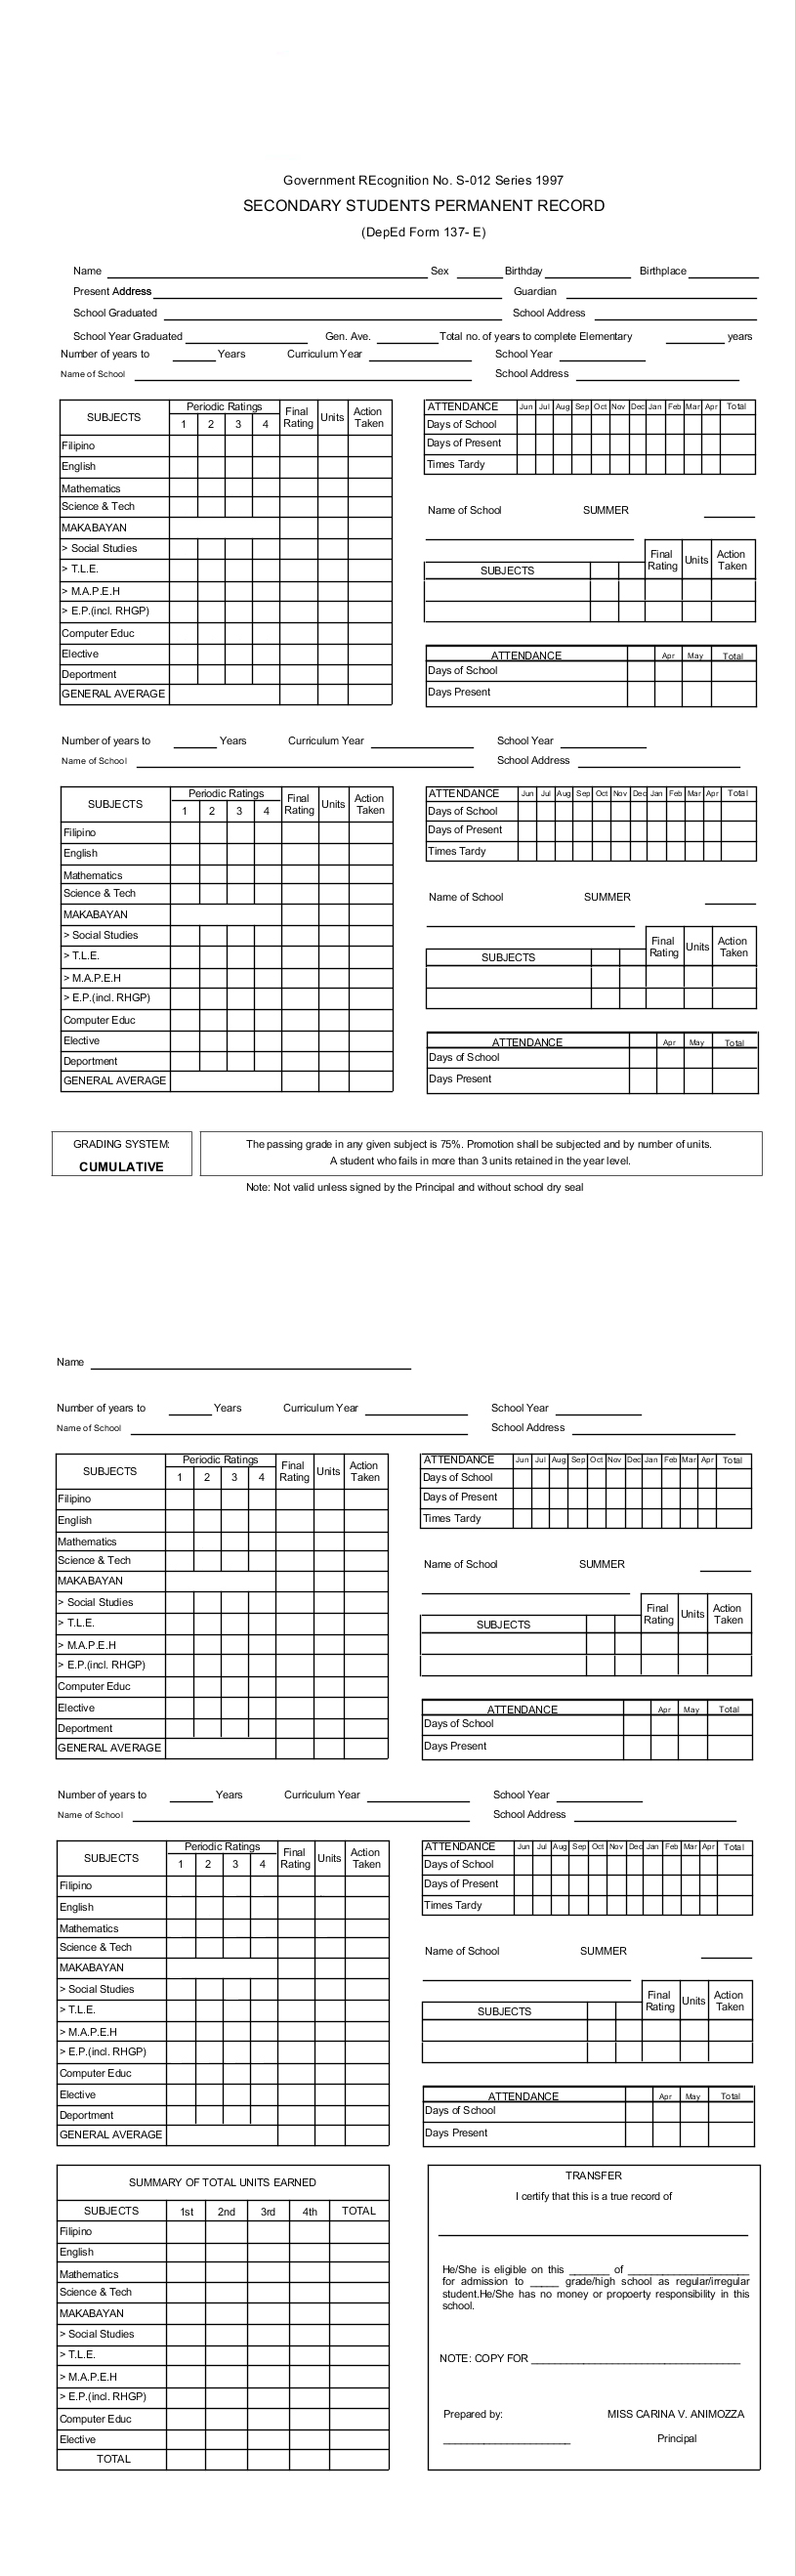 Government REcognition No. S-012 Series 1997
SECONDARY STUDENTS PERMANENT RECORD
(DepEd Form 137- E)
Name Sex Birthday Birthplace
Present Address Guardian
School Graduated School Address
School Year Graduated Gen. Ave. Total no. of years to complete Elementary years
Number of years to Years Curriculum Year School Year
Name of School School Address
SUBJECTS Periodic Ratings Final Rating Units Action Taken
1 2 3 4
Filipino
English
Mathematics
Science & Tech
MAKABAYAN
> Social Studies
> T.L.E.
> M.A.P.E.H
> E.P.(incl. RHGP)
Computer Educ
Elective
Deportment
GENERAL AVERAGE
ATTENDANCE Jun Jul Aug Sep Oct Nov Dec Jan Feb Mar Apr Total
Days of School
Days of Present
Times Tardy
Name of School SUMMER
SUBJECTS Final Rating Units Action Taken
ATTENDANCE Apr May Total
Days of School
Days Present
Number of years to Years Curriculum Year School Year
Name of School School Address
SUBJECTS Periodic Ratings Final Rating Units Action Taken
1 2 3 4
Filipino
English
Mathematics
Science & Tech
MAKABAYAN
> Social Studies
> T.L.E.
> M.A.P.E.H
> E.P.(incl. RHGP)
Computer Educ
Elective
Deportment
GENERAL AVERAGE
ATTENDANCE Jun Jul Aug Sep Oct Nov Dec Jan Feb Mar Apr Total
Days of School
Days of Present
Times Tardy
Name of School SUMMER
SUBJECTS Final Rating Units Action Taken
ATTENDANCE Apr May Total
Days of School
Days Present
GRADING SYSTEM:
CUMULATIVE
The passing grade in any given subject is 75%. Promotion shall be subjected and by number of units.
A student who fails in more than 3 units retained in the year level.
Note: Not valid unless signed by the Principal and without school dry seal
Name
Number of years to Years Curriculum Year School Year
Name of School School Address
SUBJECTS Periodic Ratings Final Rating Units Action Taken
1 2 3 4
Filipino
English
Mathematics
Science & Tech
MAKABAYAN
> Social Studies
> T.L.E.
> M.A.P.E.H
> E.P.(incl. RHGP)
Computer Educ
Elective
Deportment
GENERAL AVERAGE
ATTENDANCE Jun Jul Aug Sep Oct Nov Dec Jan Feb Mar Apr Total
Days of School
Days of Present
Times Tardy
Name of School SUMMER
SUBJECTS Final Rating Units Action Taken
ATTENDANCE Apr May Total
Days of School
Days Present
Number of years to Years Curriculum Year School Year
Name of School School Address
SUBJECTS Periodic Ratings Final Rating Units Action Taken
1 2 3 4
Filipino
English
Mathematics
Science & Tech
MAKABAYAN
> Social Studies
> T.L.E.
> M.A.P.E.H
> E.P.(incl. RHGP)
Computer Educ
Elective
Deportment
GENERAL AVERAGE
ATTENDANCE Jun Jul Aug Sep Oct Nov Dec Jan Feb Mar Apr Total
Days of School
Days of Present
Times Tardy
Name of School SUMMER
SUBJECTS Final Rating Units Action Taken
ATTENDANCE Apr May Total
Days of School
Days Present
SUMMARY OF TOTAL UNITS EARNED
SUBJECTS 1st 2nd 3rd 4th TOTAL
Filipino
English
Mathematics
Science & Tech
MAKABAYAN
> Social Studies
> T.L.E.
> M.A.P.E.H
> E.P.(incl. RHGP)
Computer Educ
Elective
TOTAL
TRANSFER
I certify that this is a true record of
He/She is eligible on this _______ of _____________________
for admission to _____ grade/high school as regular/irregular
student.He/She has no money or propoerty responsibility in this
school.
NOTE: COPY FOR ____________________________________
Prepared by: MISS CARINA V. ANIMOZZA
______________________ Principal